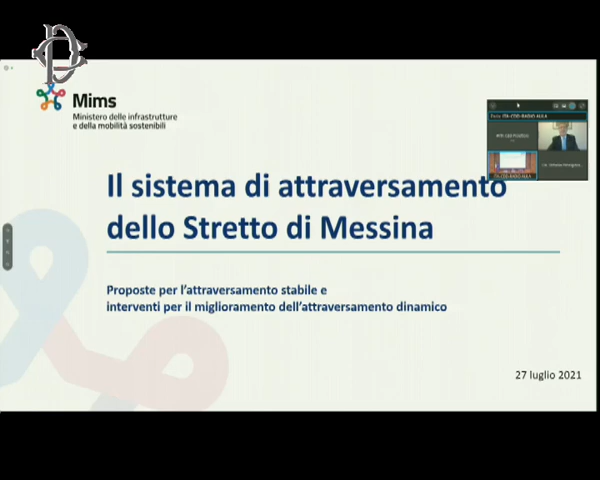 Mims
Ministero delle infrastrutture
e della mobilità sostenibili
Il sistema di attraversamento
dello Stretto di Messina
Proposte per l'attraversamento stabile e
interventi per il miglioramento dell'attraversamento dinamico
27 luglio 2021